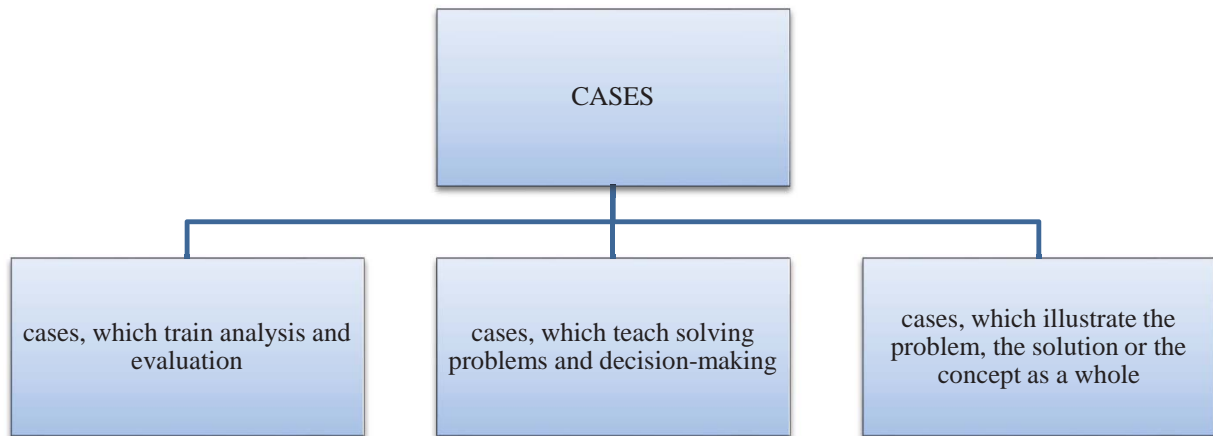 CASES
cases, which train analysis and
evaluation
cases, which teach solving
problems and decision-making
cases, which illustrate the
problem, the solution or the
concept as a whole